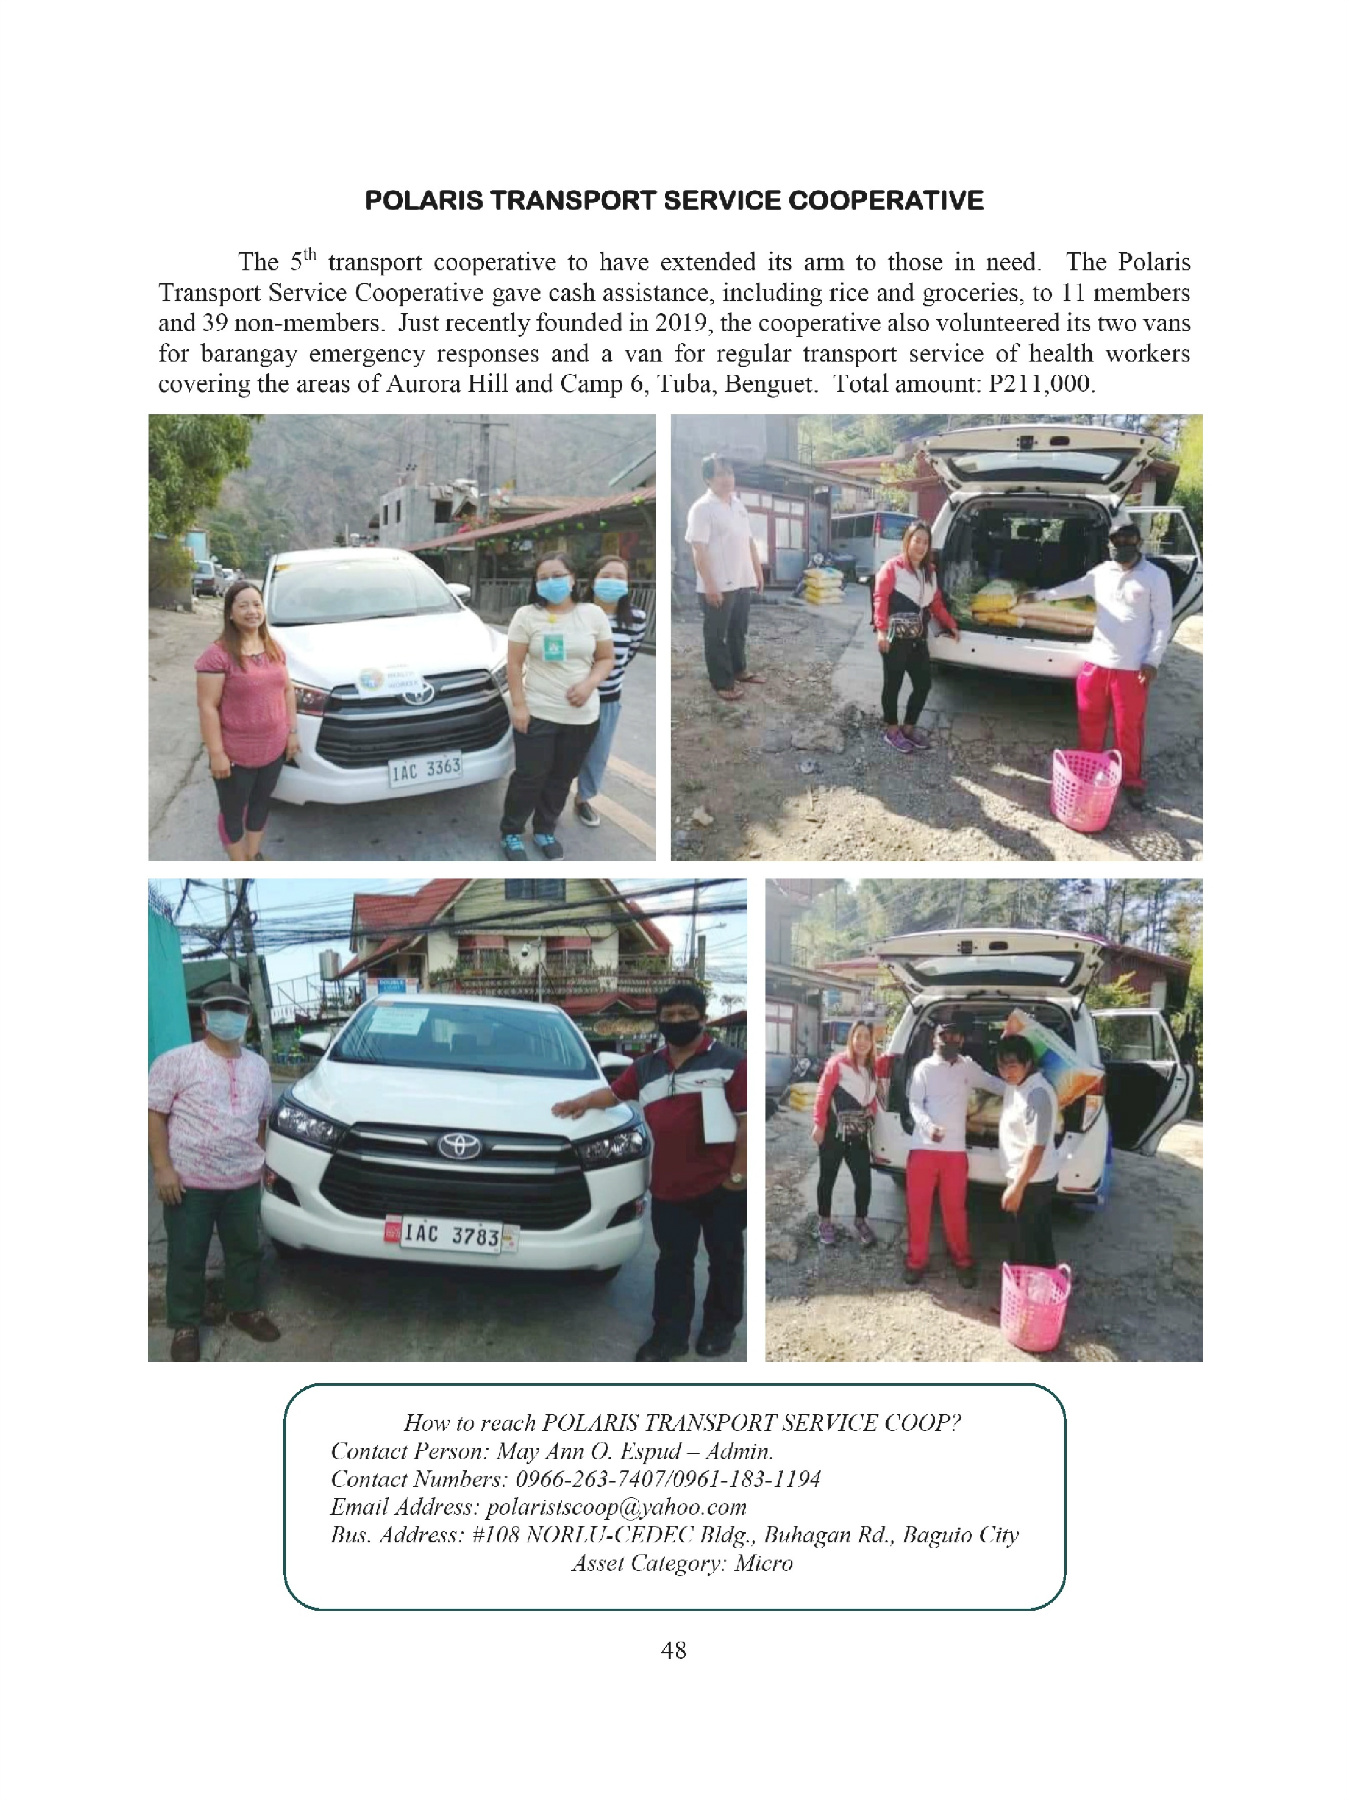 POLARIS TRANSPORT SERVICE COOPERATIVE
The 5th transport cooperative to have extended its arm to those in need. The Polaris
Transport Service Cooperative gave cash assistance, including rice and groceries, to 11 members
and 39 non-members. Just recently founded in 2019, the cooperative also volunteered its two vans
for barangay emergency responses and a van for regular transport service of health workers
covering the areas of Aurora Hill and Camp 6, Tuba, Benguet. Total amount: P211,000.
HEALTH
WORKER
IAC 3363
IAC 3783
How to reach POLARIS TRANSPORT SERVICE COOP?
Contact Person: May Ann O. Espud – Admin.
Contact Numbers: 0966-263-7407/0961-183-1194
Email Address: polaristscoop@yahoo.com
Bus. Address: #108 NORLU-CEDEC Bldg., Buhagan Rd., Baguio City
Asset Category: Micro
48